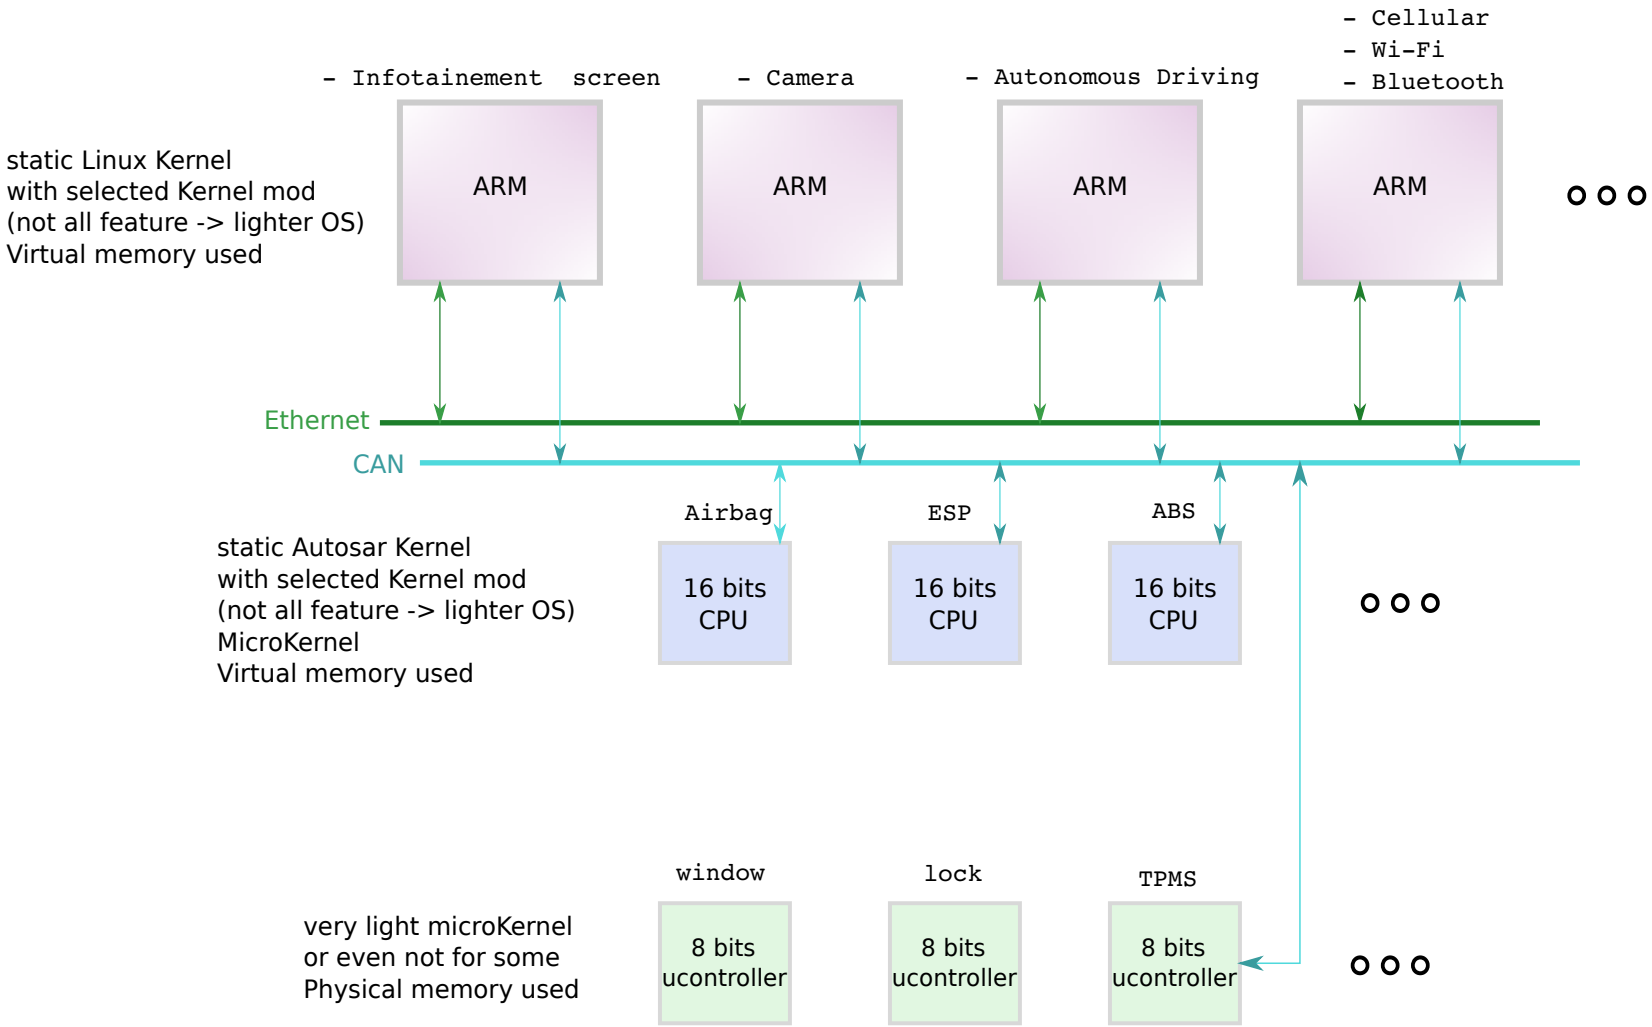 - Cellular
- Wi-Fi
- Bluetooth
- Infotainement screen
- Camera
- Autonomous Driving
static Linux Kernel
with selected Kernel mod
(not all feature -> lighter OS)
Virtual memory used
ARM
ARM
ARM
ARM
Ethernet
CAN
Airbag
ESP
ABS
static Autosar Kernel
with selected Kernel mod
(not all feature -> lighter OS)
MicroKernel
Virtual memory used
16 bits
CPU
16 bits
CPU
16 bits
CPU
window
lock
TPMS
very light microKernel
or even not for some
Physical memory used
8 bits
ucontroller
8 bits
ucontroller
8 bits
ucontroller